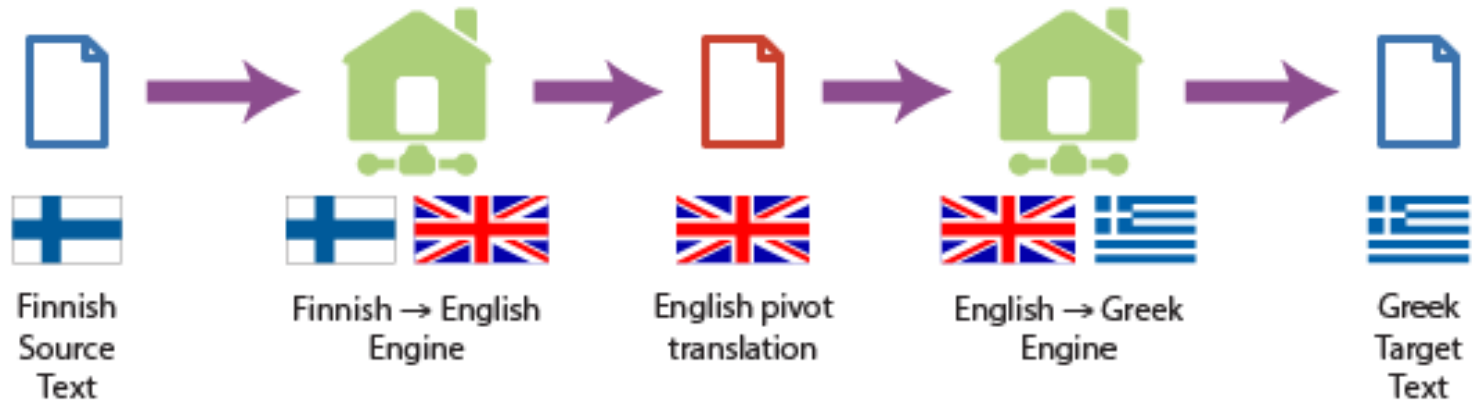 Finnish
Source
Text
Finnish → English
Engine
English pivot
translation
English → Greek
Engine
Greek
Target
Text